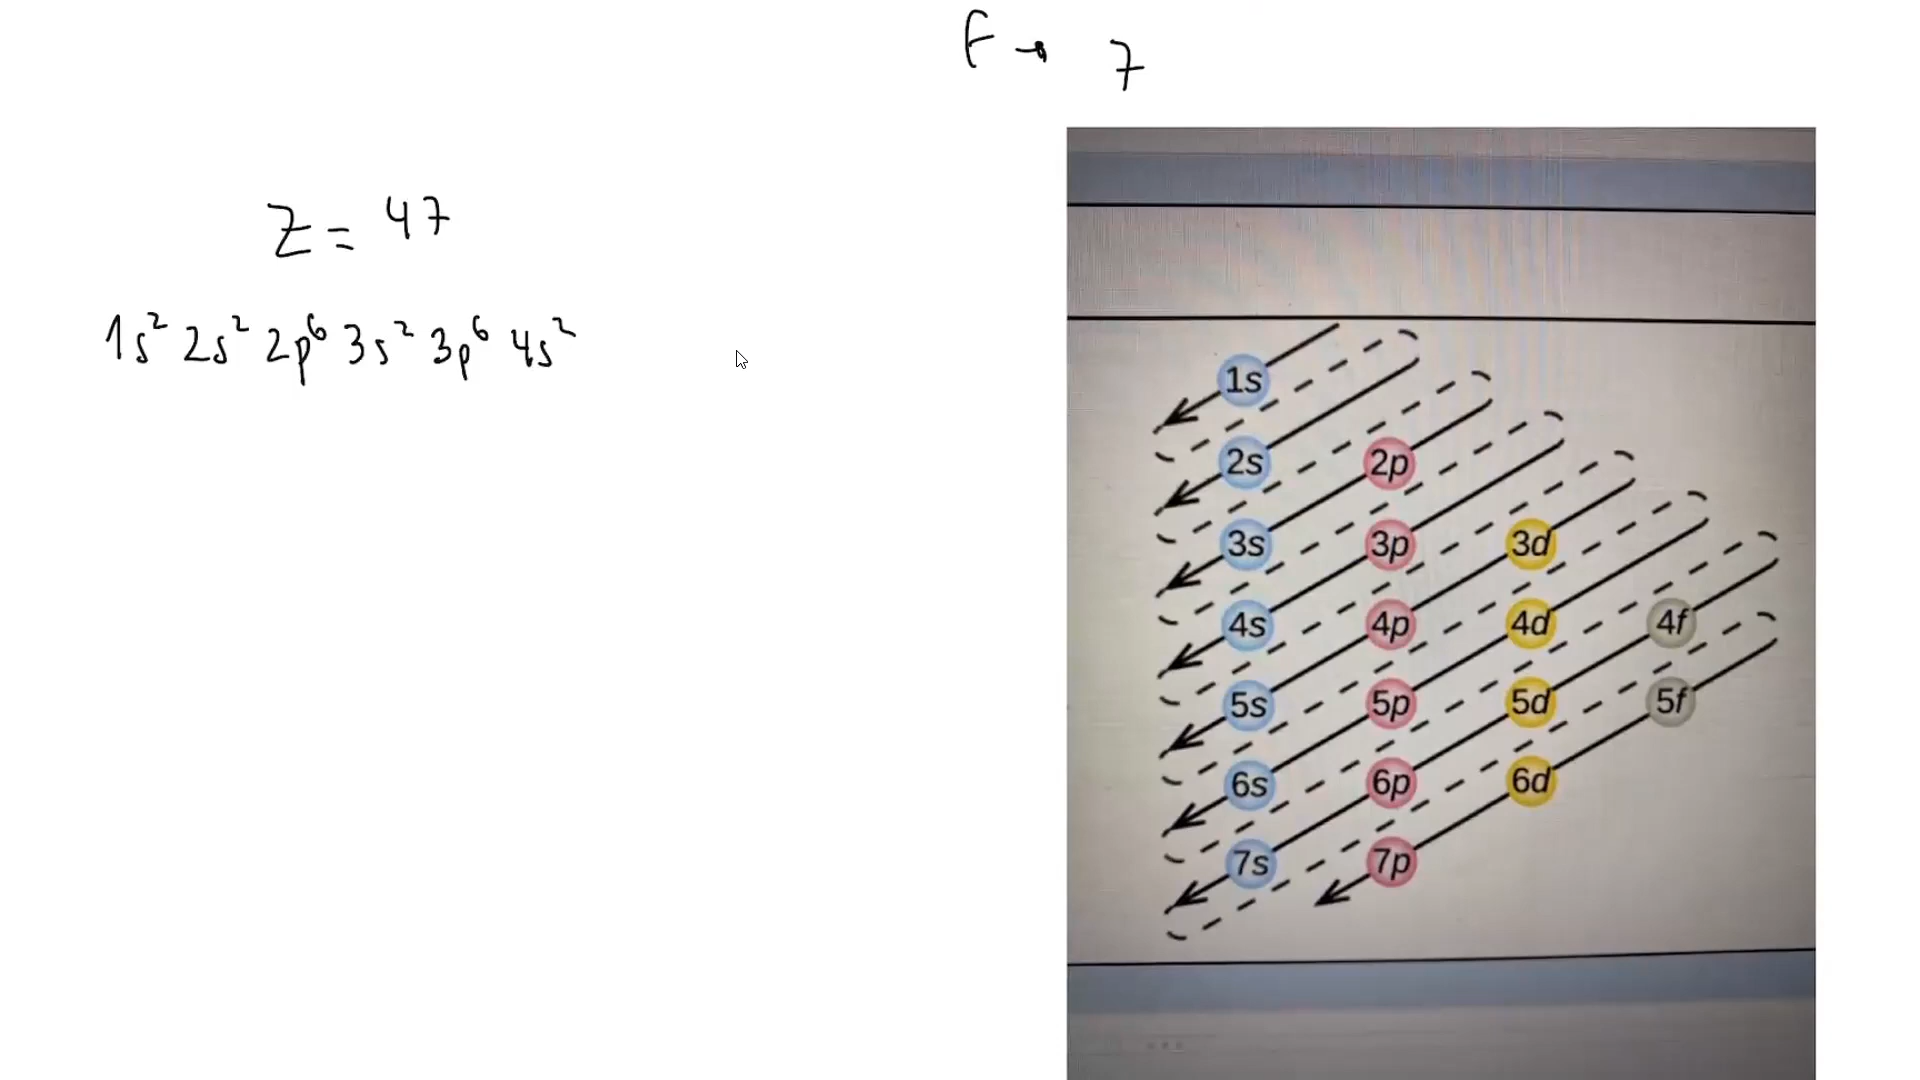 F → 7
Z = 47
1s² 2s² 2p⁶ 3s² 3p⁶ 4s²
1s
2s 2p
3s 3p 3d
4s 4p 4d 4f
5s 5p 5d 5f
6s 6p 6d
7s 7p